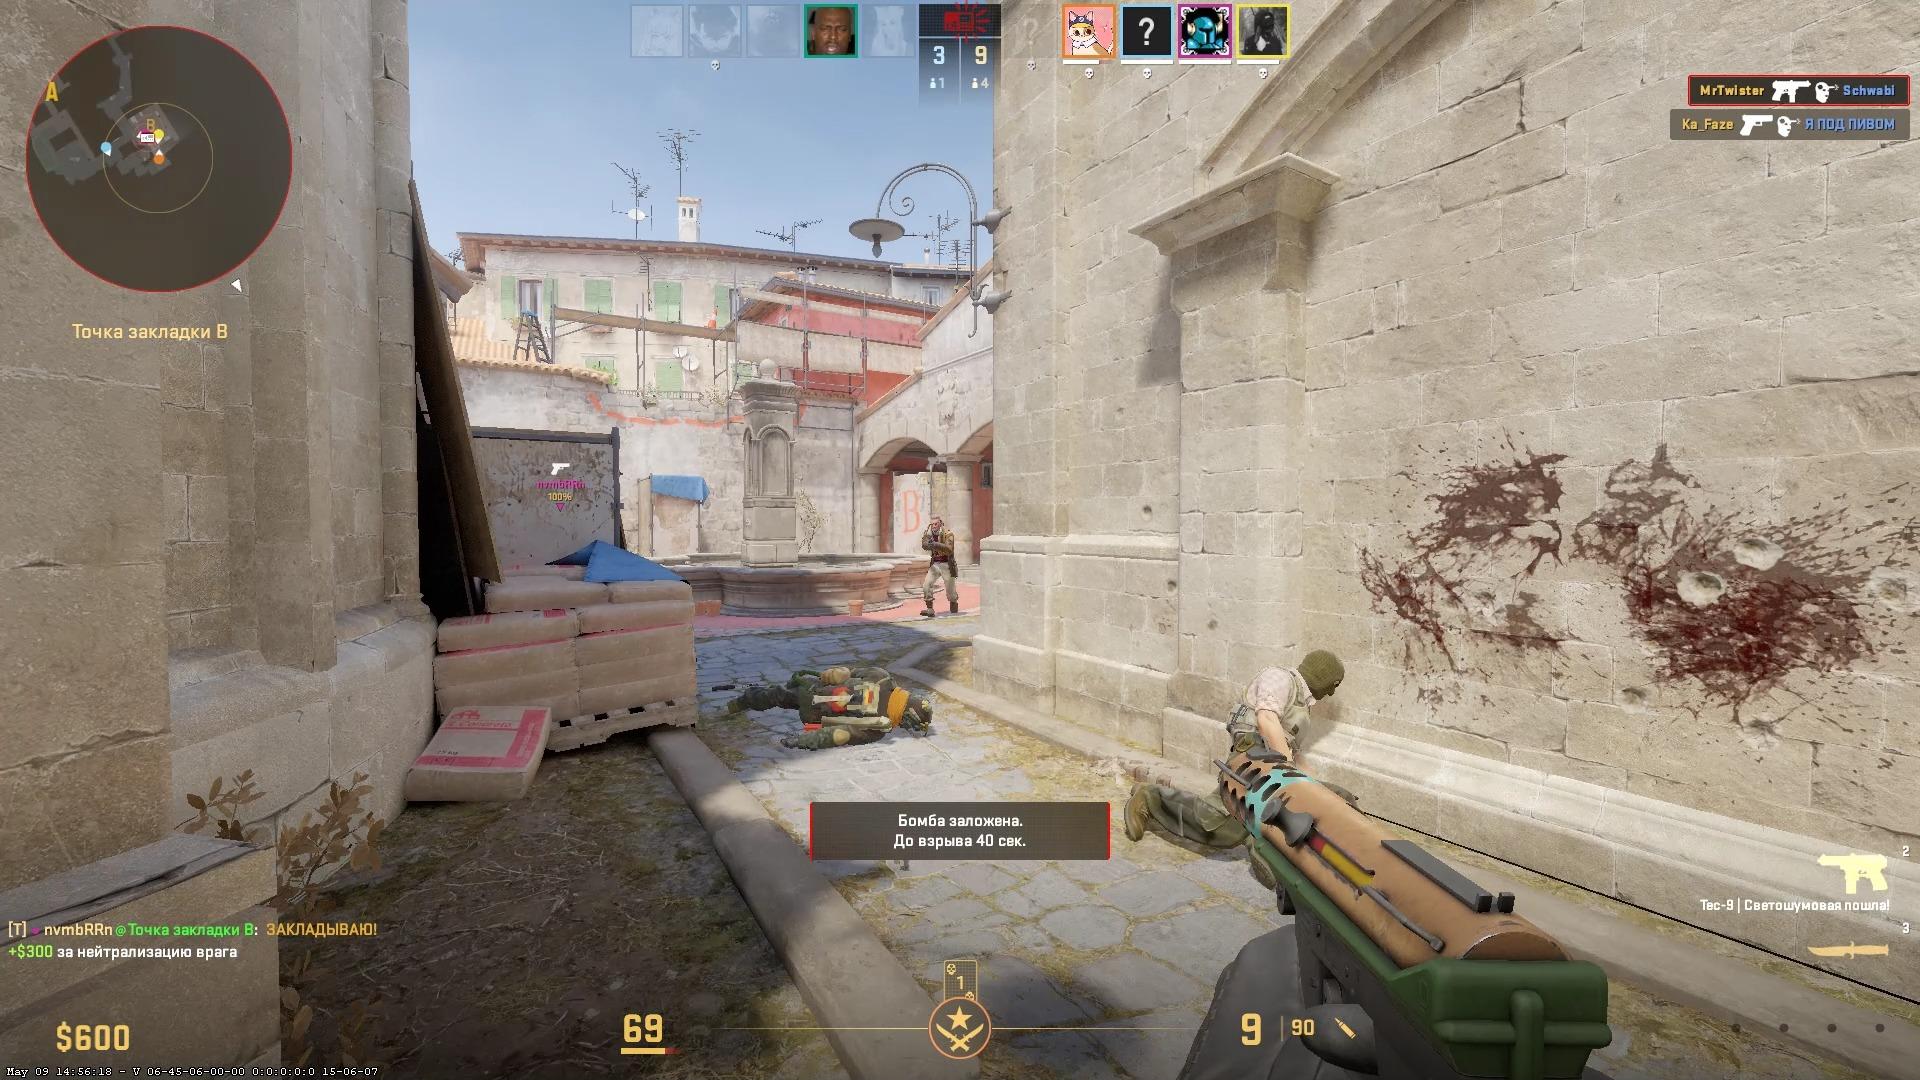 3 9
1 4
?
A
B
MrTwister Schwabi
Ka_Faze Я ПОД ПИВОМ
Точка закладки B
nvmbRRn
100%
B
Бомба заложена.
До взрыва 40 сек.
2
Tec-9 | Светошумовая пошла!
3
[T] nvmbRRn@Точка закладки B: ЗАКЛАДЫВАЮ!
+$300 за нейтрализацию врага
1
$600
69
9 | 90
May 09 14:56:18 - V 06-45-06-00-00 0:0:0:0:0 15-06-07